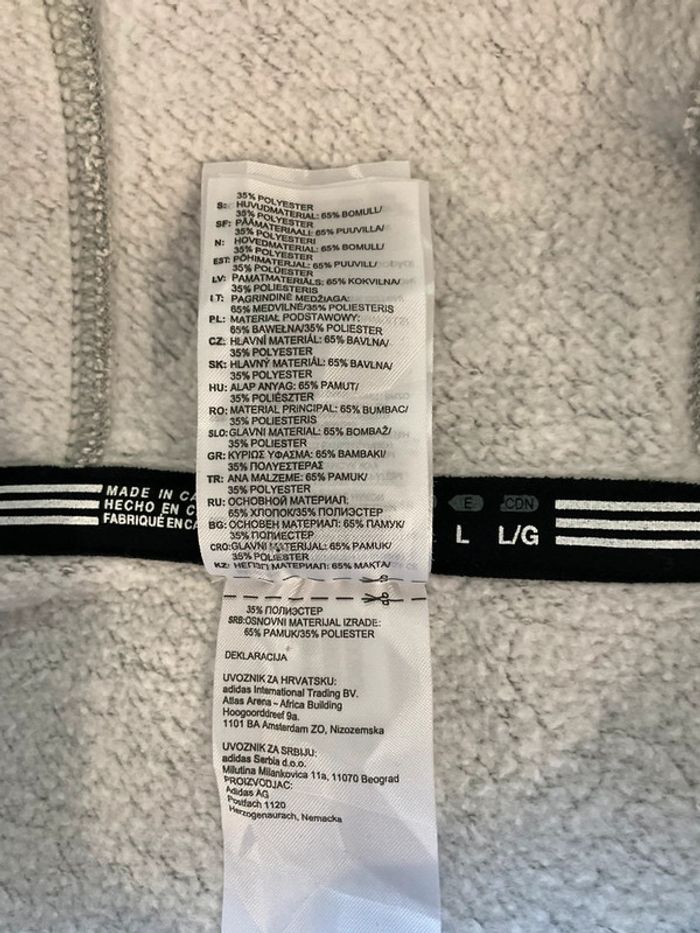 35% POLYESTER
S: HUVUDMATERIAL: 65% BOMULL/
35% POLYESTER
SF: PÄÄMATERIAALI: 65% PUUVILLA/
35% POLYESTERI
N: HOVEDMATERIAL: 65% BOMULL/
35% POLYESTER
EST: PÕHIMATERJAL: 65% PUUVILL/
35% POLÜESTER
LV: PAMATMATERIĀLS: 65% KOKVILNA/
35% POLIESTERIS
LT: PAGRINDINĖ MEDŽIAGA:
65% MEDVILNĖ/35% POLIESTERIS
PL: MATERIAŁ PODSTAWOWY:
65% BAWEŁNA/35% POLYESTER
CZ: HLAVNÍ MATERIÁL: 65% BAVLNA/
35% POLYESTER
SK: HLAVNÝ MATERIÁL: 65% BAVLNA/
35% POLYESTER
HU: ALAP ANYAG: 65% PAMUT/
35% POLIÉSZTER
RO: MATERIAL PRINCIPAL: 65% BUMBAC/
35% POLIESTERIS
SLO: GLAVNI MATERIAL: 65% BOMBAŽ/
35% POLIESTER
GR: ΚΥΡΙΩΣ ΥΦΑΣΜΑ: 65% ΒΑΜΒΑΚΙ/
35% ΠΟΛΥΕΣΤΕΡΑΣ
TR: ANA MALZEME: 65% PAMUK/
35% POLYESTER
RU: ОСНОВНОЙ МАТЕРИАЛ:
65% ХЛОПОК/35% ПОЛИЭСТЕР
BG: ОСНОВЕН МАТЕРИАЛ: 65% ПАМУК/
35% ПОЛИЕСТЕР
CRO: GLAVNI MATERIJAL: 65% PAMUK/
35% POLIESTER
KZ: НЕГІЗГІ МАТЕРИАЛ: 65% МАҚТА/
MADE IN CA
HECHO EN C
FABRIQUÉ EN CA
E CDN
L L/G
35% ПОЛИЭСТЕР
SRB: OSNOVNI MATERIJAL IZRADE:
65% PAMUK/35% POLIESTER
DEKLARACIJA
UVOZNIK ZA HRVATSKU:
adidas International Trading BV.
Atlas Arena - Africa Building
Hoogoorddreef 9a.
1101 BA Amsterdam ZO, Nizozemska
UVOZNIK ZA SRBIJU:
adidas Serbia d.o.o.
Milutina Milankovica 11a, 11070 Beograd
PROIZVODJAC:
Adidas AG
Postfach 1120
Herzogenaurach, Nemacka